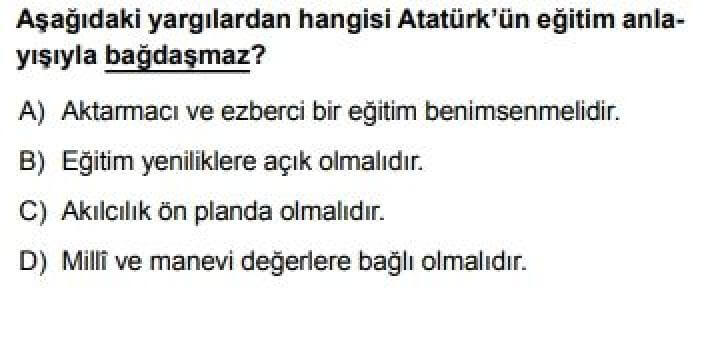 Aşağıdaki yargılardan hangisi Atatürk’ün eğitim anla-
yışıyla bağdaşmaz?
A) Aktarmacı ve ezberci bir eğitim benimsenmelidir.
B) Eğitim yeniliklere açık olmalıdır.
C) Akılcılık ön planda olmalıdır.
D) Millî ve manevi değerlere bağlı olmalıdır.